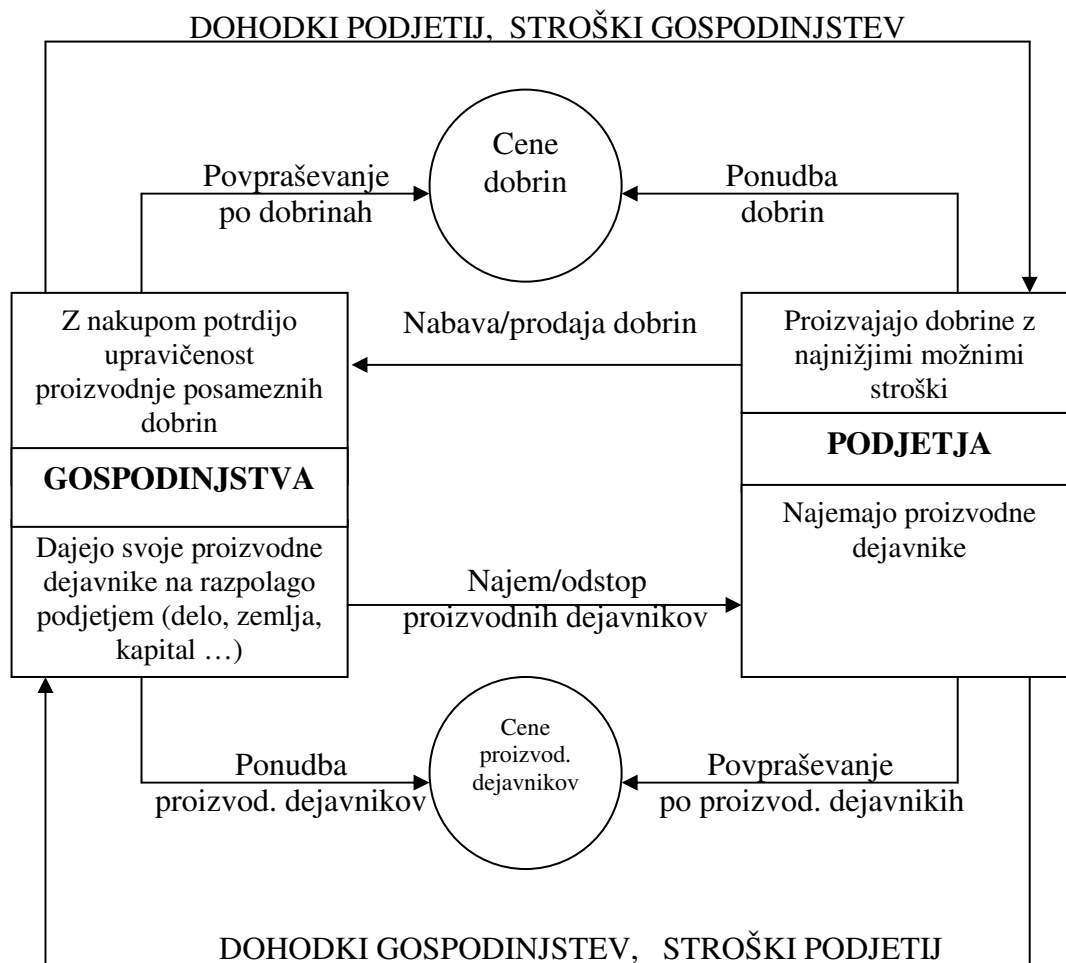 DOHODKI PODJETIJ, STROŠKI GOSPODINJSTEV
Cene
dobrin
Povpraševanje
po dobrinah
Ponudba
dobrin
Z nakupom potrdijo
upravičenost
proizvodnje posameznih
dobrin
Nabava/prodaja dobrin
Proizvajajo dobrine z
najnižjimi možnimi
stroški
GOSPODINJSTVA
PODJETJA
Dajejo svoje proizvodne
dejavnike na razpolago
podjetjem (delo, zemlja,
kapital …)
Najem/odstop
proizvodnih dejavnikov
Najemajo proizvodne
dejavnike
Cene
proizvod.
dejavnikov
Ponudba
proizvod. dejavnikov
Povpraševanje
po proizvod. dejavnikih
DOHODKI GOSPODINJSTEV, STROŠKI PODJETIJ